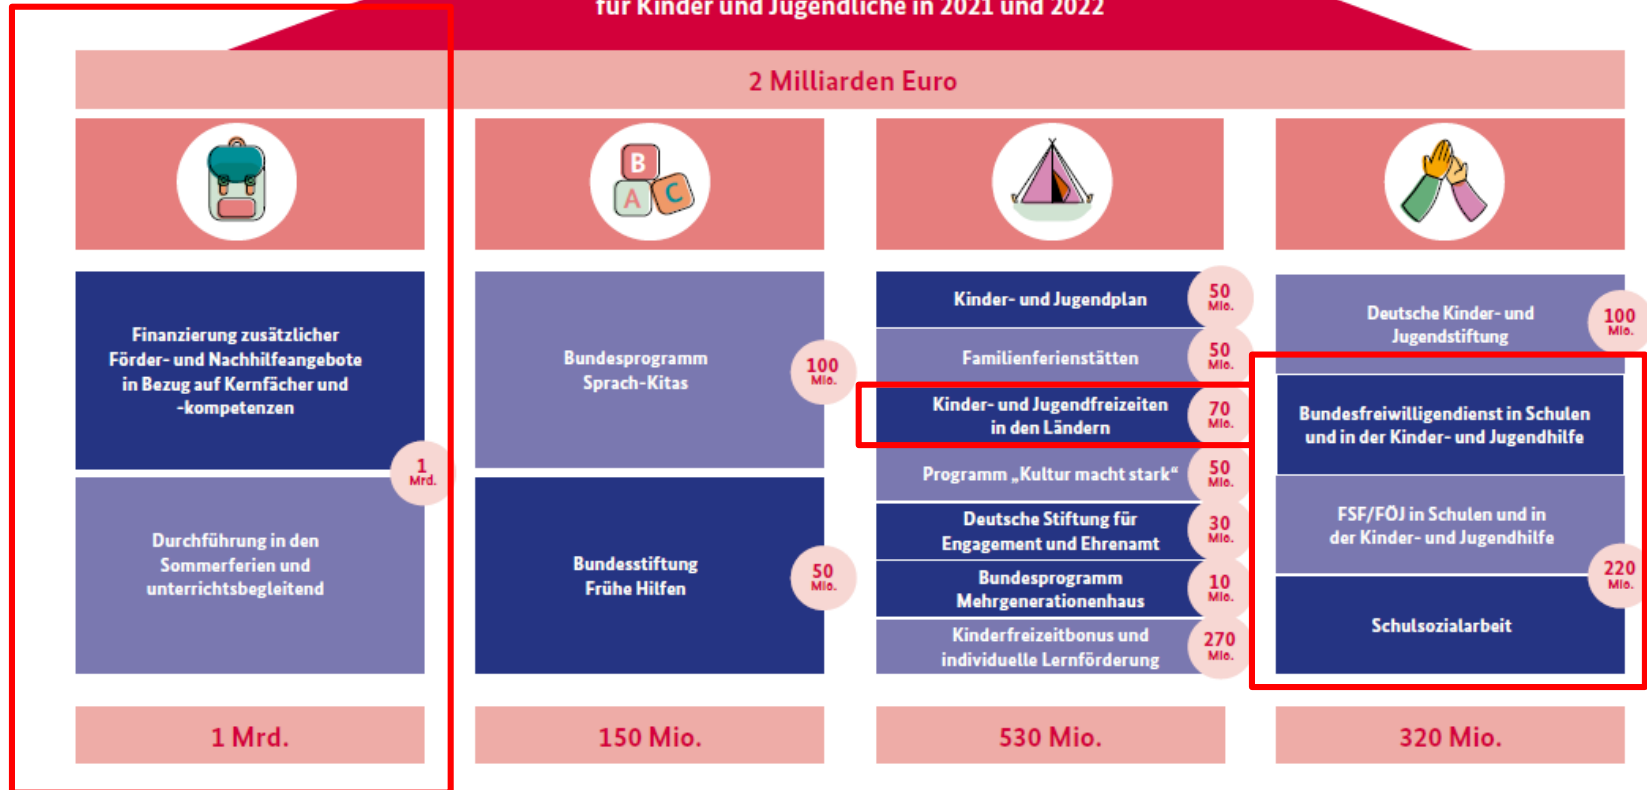 für Kinder und Jugendliche in 2021 und 2022
2 Milliarden Euro
B
A
C
Finanzierung zusätzlicher
Förder- und Nachhilfeangebote
in Bezug auf Kernfächer und
-kompetenzen
1
Mrd.
Durchführung in den
Sommerferien und
unterrichtsbegleitend
1 Mrd.
Bundesprogramm
Sprach-Kitas
100
Mio.
Bundesstiftung
Frühe Hilfen
50
Mio.
150 Mio.
Kinder- und Jugendplan
50
Mio.
Familienferienstätten
50
Mio.
Kinder- und Jugendfreizeiten
in den Ländern
70
Mio.
Programm „Kultur macht stark“
50
Mio.
Deutsche Stiftung für
Engagement und Ehrenamt
30
Mio.
Bundesprogramm
Mehrgenerationenhaus
10
Mio.
Kinderfreizeitbonus und
individuelle Lernförderung
270
Mio.
530 Mio.
Deutsche Kinder- und
Jugendstiftung
100
Mio.
Bundesfreiwilligendienst in Schulen
und in der Kinder- und Jugendhilfe
FSF/FÖJ in Schulen und in
der Kinder- und Jugendhilfe
220
Mio.
Schulsozialarbeit
320 Mio.